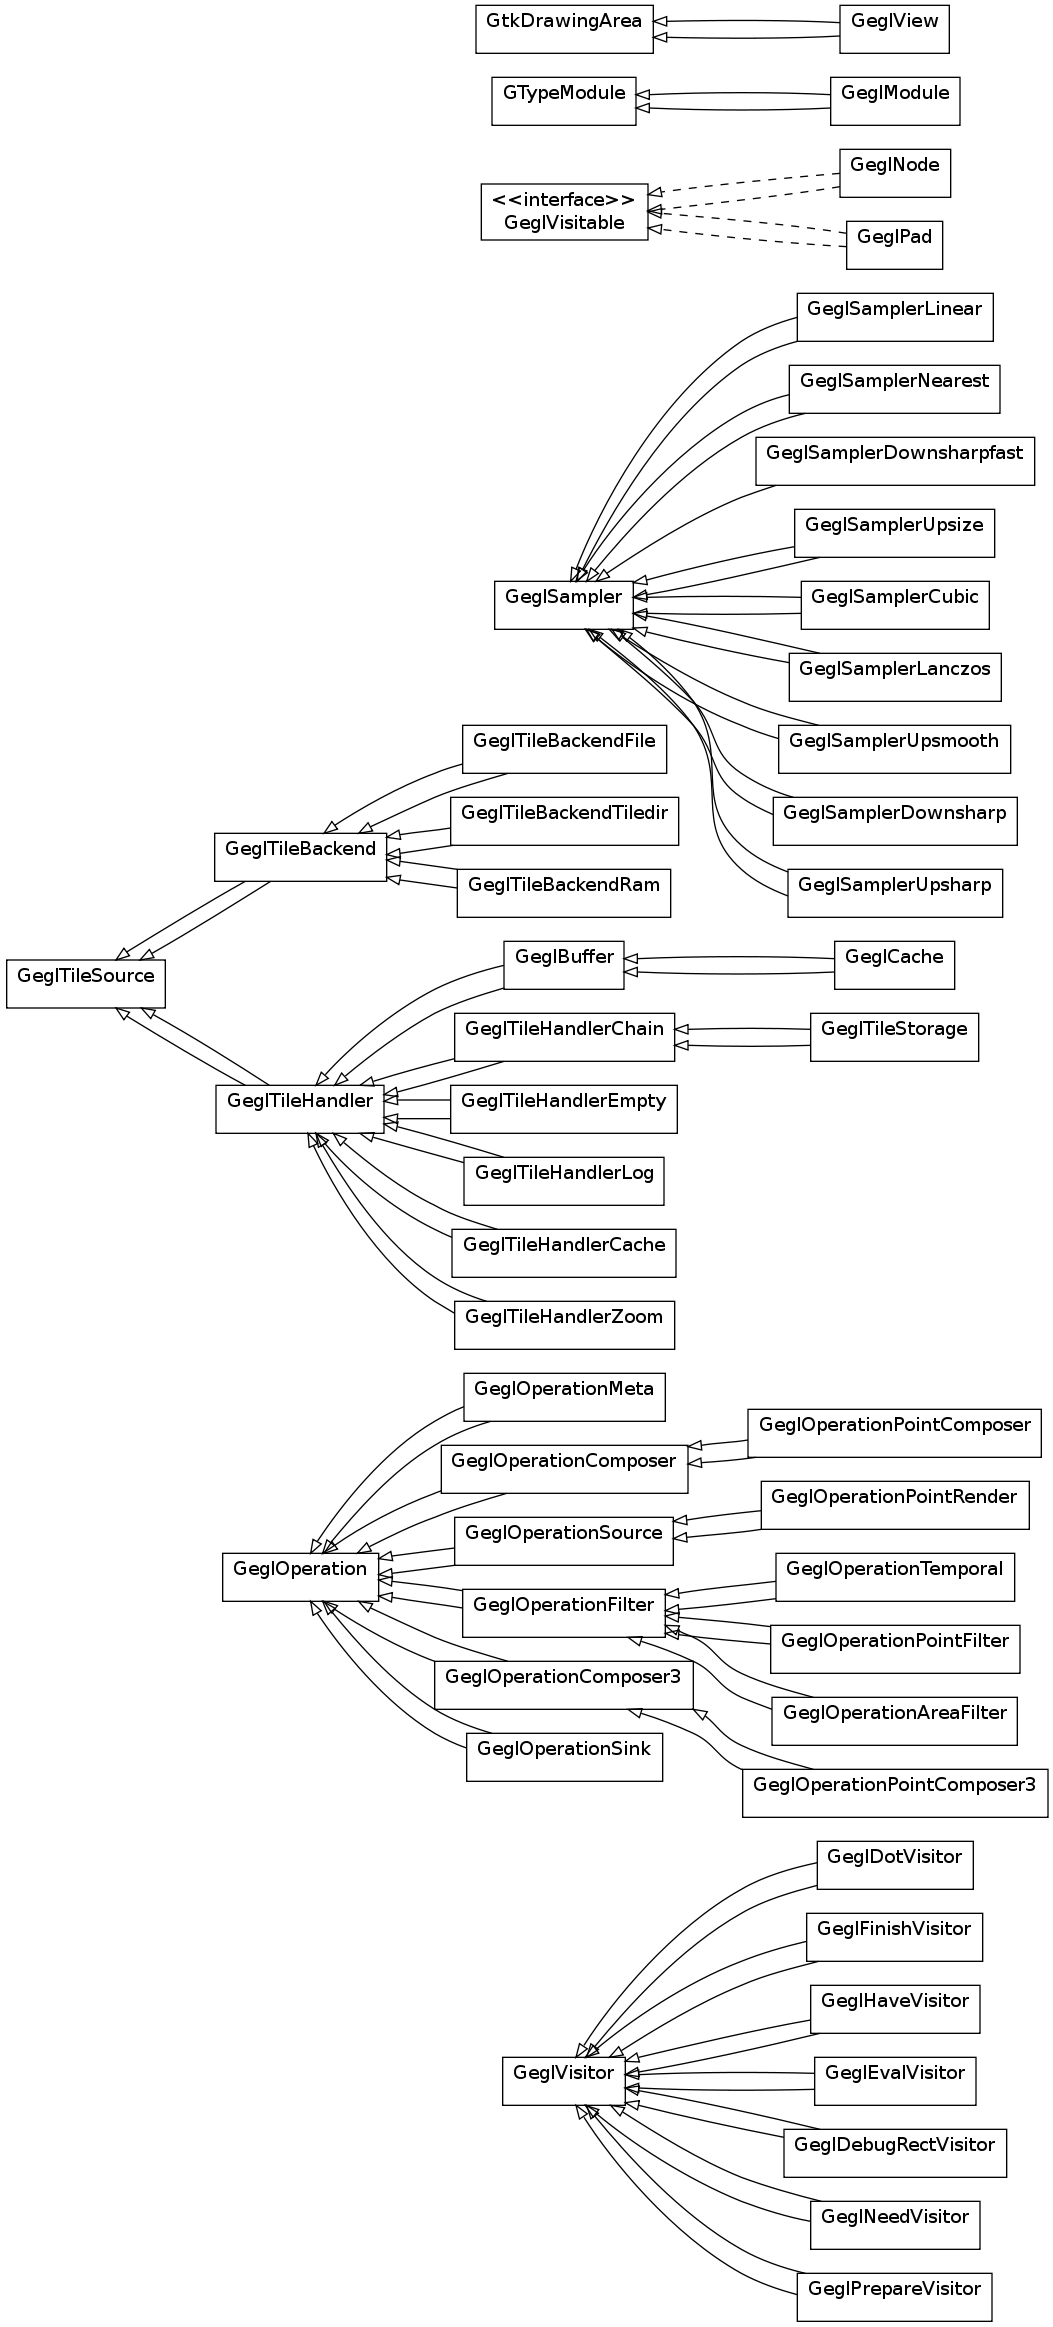 GtkDrawingArea
GeglView
GTypeModule
GeglModule
GeglNode
<<interface>>
GeglVisitable
GeglPad
GeglSamplerLinear
GeglSamplerNearest
GeglSamplerDownsharpfast
GeglSamplerUpsize
GeglSampler
GeglSamplerCubic
GeglSamplerLanczos
GeglTileBackendFile
GeglSamplerUpsmooth
GeglTileBackendTiledir
GeglSamplerDownsharp
GeglTileBackend
GeglTileBackendRam
GeglSamplerUpsharp
GeglTileSource
GeglBuffer
GeglCache
GeglTileHandlerChain
GeglTileStorage
GeglTileHandler
GeglTileHandlerEmpty
GeglTileHandlerLog
GeglTileHandlerCache
GeglTileHandlerZoom
GeglOperationMeta
GeglOperationPointComposer
GeglOperationComposer
GeglOperationPointRender
GeglOperationSource
GeglOperation
GeglOperationTemporal
GeglOperationFilter
GeglOperationPointFilter
GeglOperationComposer3
GeglOperationAreaFilter
GeglOperationSink
GeglOperationPointComposer3
GeglDotVisitor
GeglFinishVisitor
GeglHaveVisitor
GeglVisitor
GeglEvalVisitor
GeglDebugRectVisitor
GeglNeedVisitor
GeglPrepareVisitor